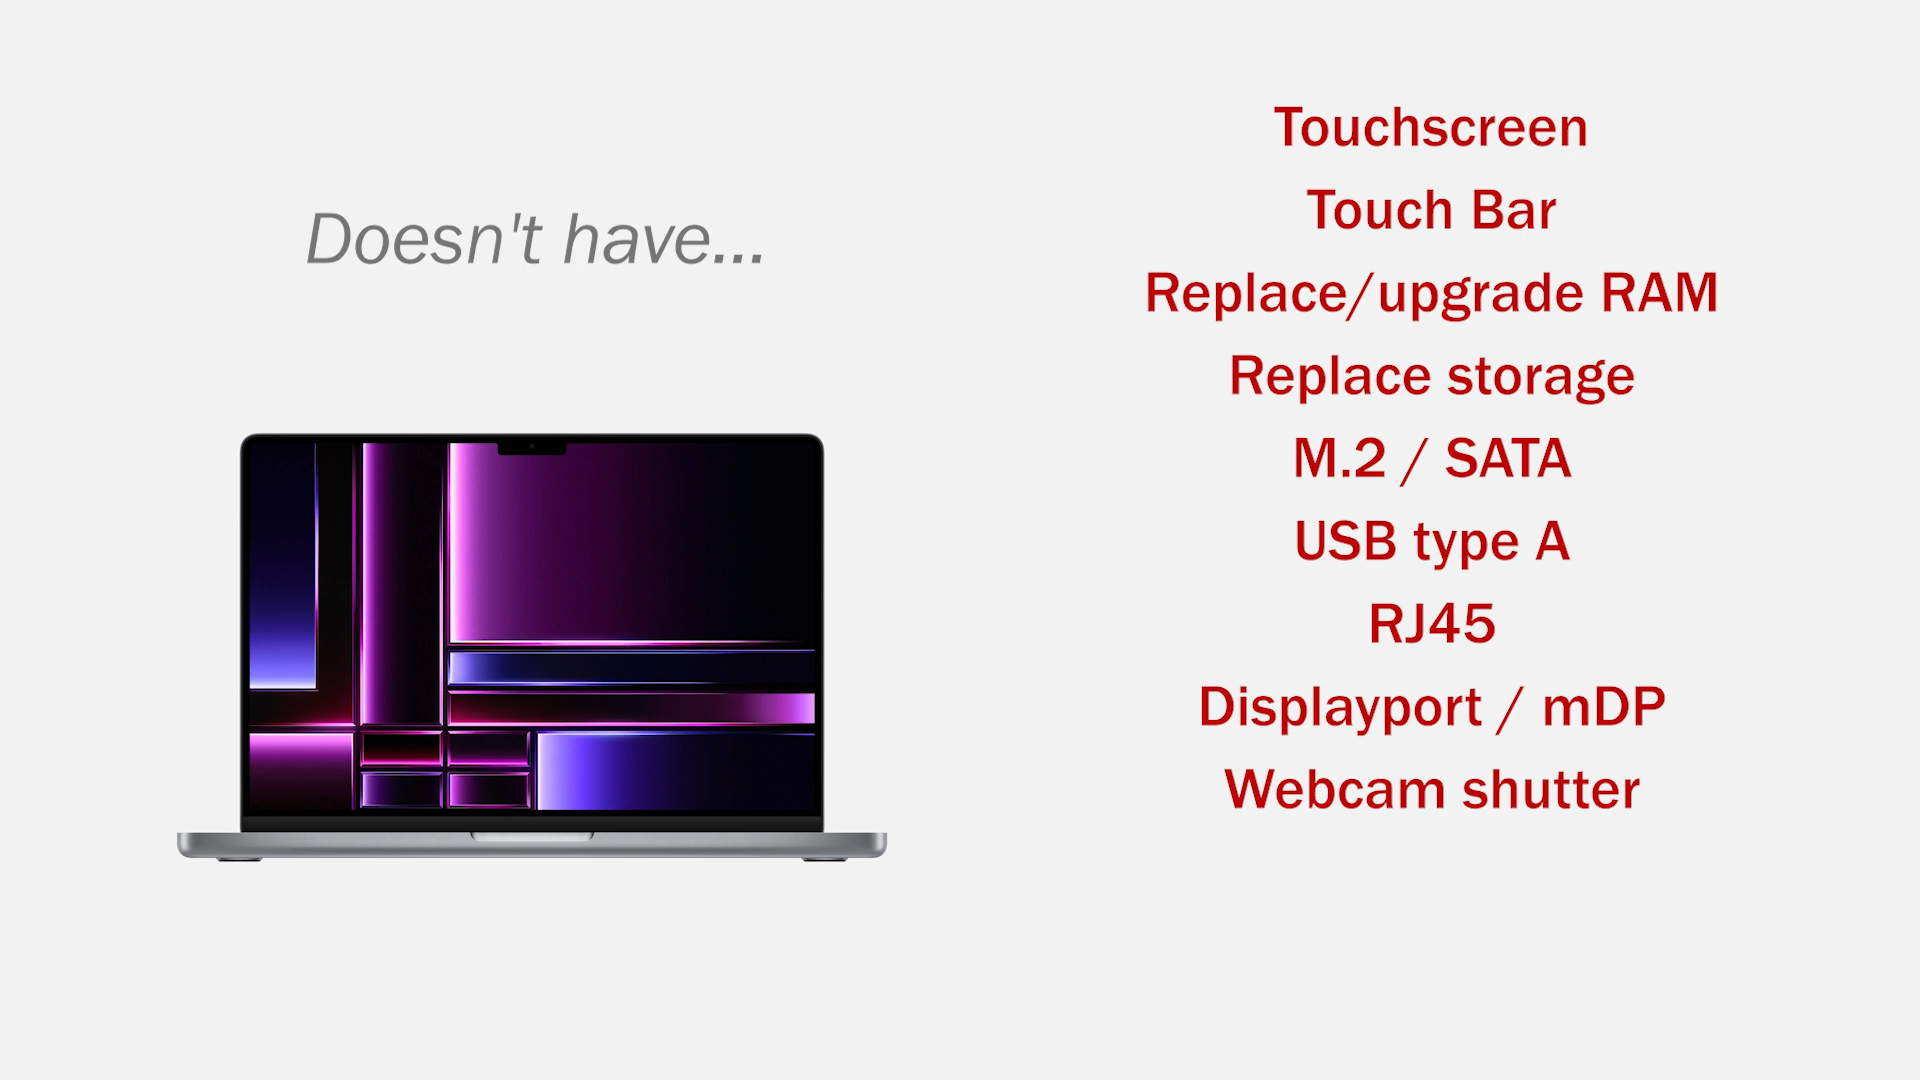 Doesn't have...
Touchscreen
Touch Bar
Replace/upgrade RAM
Replace storage
M.2 / SATA
USB type A
RJ45
Displayport / mDP
Webcam shutter